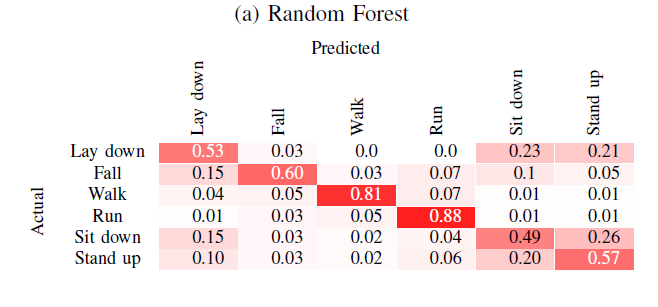 (a) Random Forest
Predicted
Lay down Fall Walk Run Sit down Stand up
Lay down 0.53 0.03 0.0 0.0 0.23 0.21
Fall 0.15 0.60 0.03 0.07 0.1 0.05
Walk 0.04 0.05 0.81 0.07 0.01 0.01
Run 0.01 0.03 0.05 0.88 0.01 0.01
Sit down 0.15 0.03 0.02 0.04 0.49 0.26
Stand up 0.10 0.03 0.02 0.06 0.20 0.57
Actual